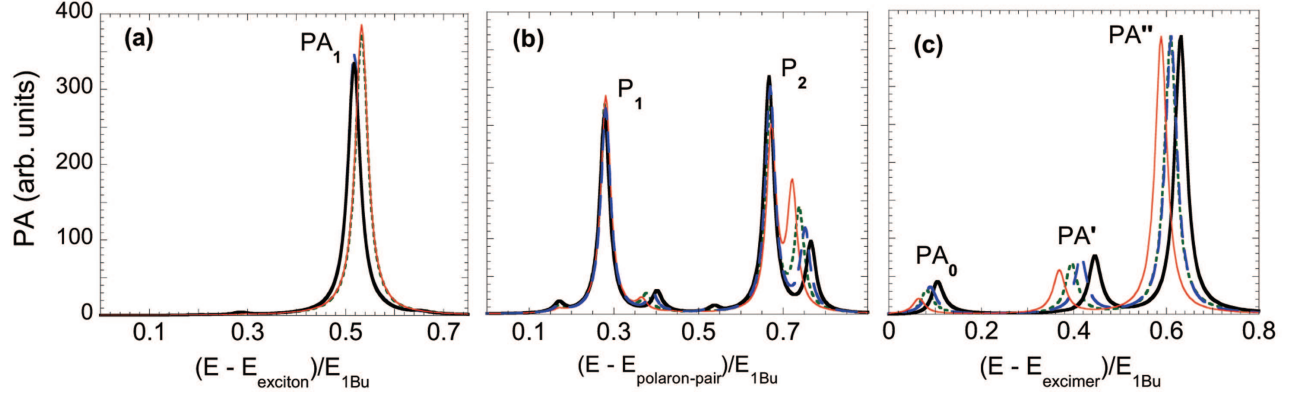 PA (arb. units)
400
300
200
100
0
(a)
PA1
0.1 0.3 0.5 0.7
(E - Eexciton)/E1Bu
(b)
P1
P2
0.1 0.3 0.5 0.7
(E - Epolaron-pair)/E1Bu
(c)
PA"
PA'
PA0
0 0.2 0.4 0.6 0.8
(E - Eexcimer)/E1Bu